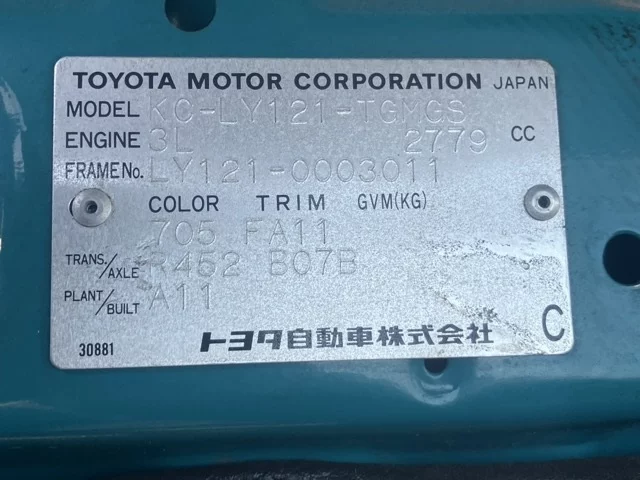 TOYOTA MOTOR CORPORATION JAPAN
MODEL KC-LY121-TGMGS
ENGINE 3L 2779 CC
FRAME No. LY121-0003011
COLOR TRIM GVM(KG)
705 FA11
TRANS./AXLE R452 B07B
PLANT/BUILT A11
30881 トヨタ自動車株式会社 C